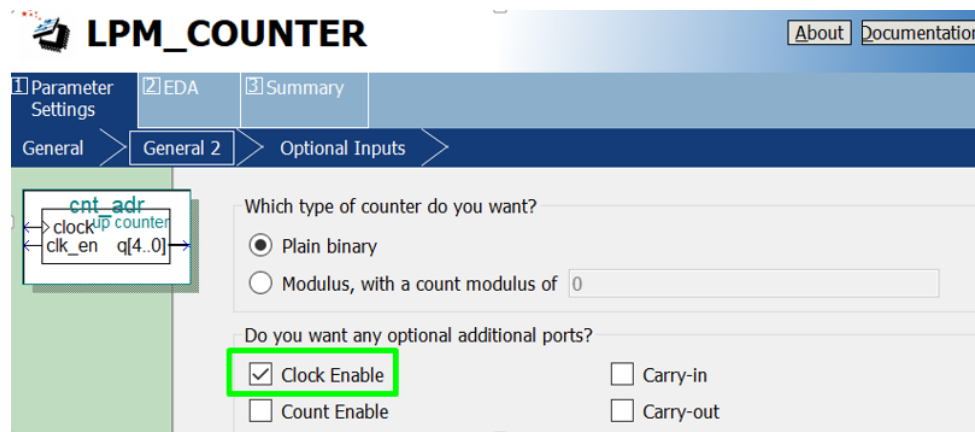 LPM_COUNTER
About
Documentation
1 Parameter Settings
2 EDA
3 Summary
General
General 2
Optional Inputs
cnt_adr
up counter
clock
clk_en q[4..0]
Which type of counter do you want?
Plain binary
Modulus, with a count modulus of 0
Do you want any optional additional ports?
Clock Enable
Carry-in
Count Enable
Carry-out